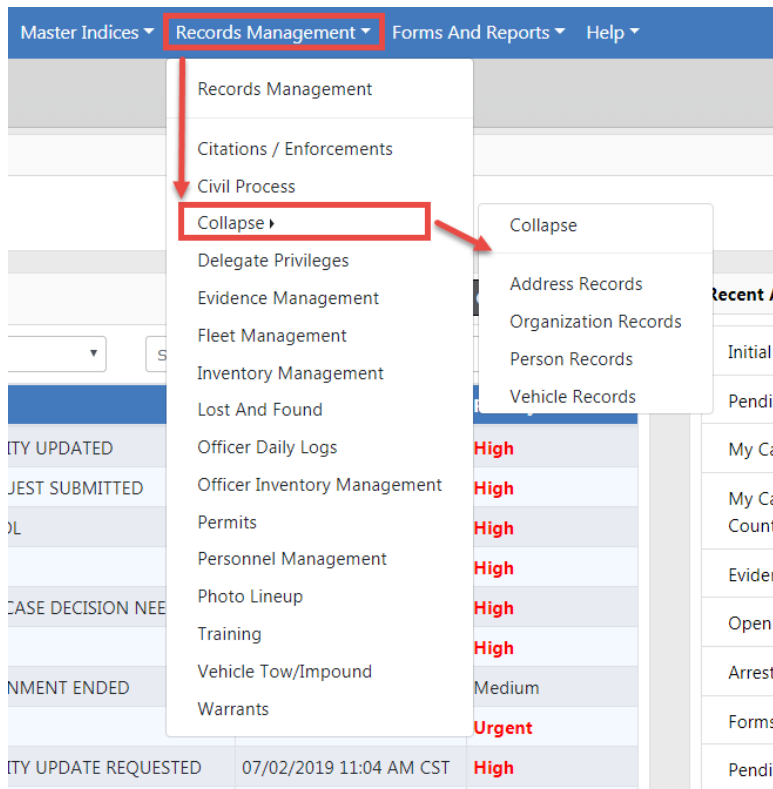 Master Indices Records Management Forms And Reports Help
Records Management
Citations / Enforcements
Civil Process
Collapse
Delegate Privileges
Evidence Management
Fleet Management
Inventory Management
Lost And Found
Officer Daily Logs
Officer Inventory Management
Permits
Personnel Management
Photo Lineup
Training
Vehicle Tow/Impound
Warrants
Collapse
Address Records
Organization Records
Person Records
Vehicle Records
ITY UPDATED High
UEST SUBMITTED High
OL High
High
CASE DECISION NEE High
High
NMENT ENDED Medium
Urgent
ITY UPDATE REQUESTED 07/02/2019 11:04 AM CST High
Recent A
Initial
Pendi
My Ca
My Ca
Count
Eviden
Open
Arrest
Forms
Pendi